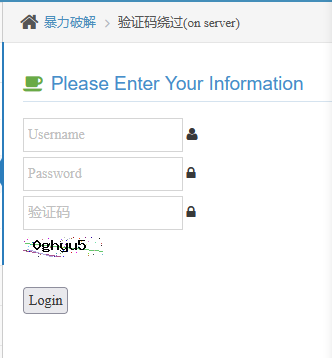 暴力破解 > 验证码绕过(on server)
Please Enter Your Information
Username
Password
验证码
0ghyu5
Login